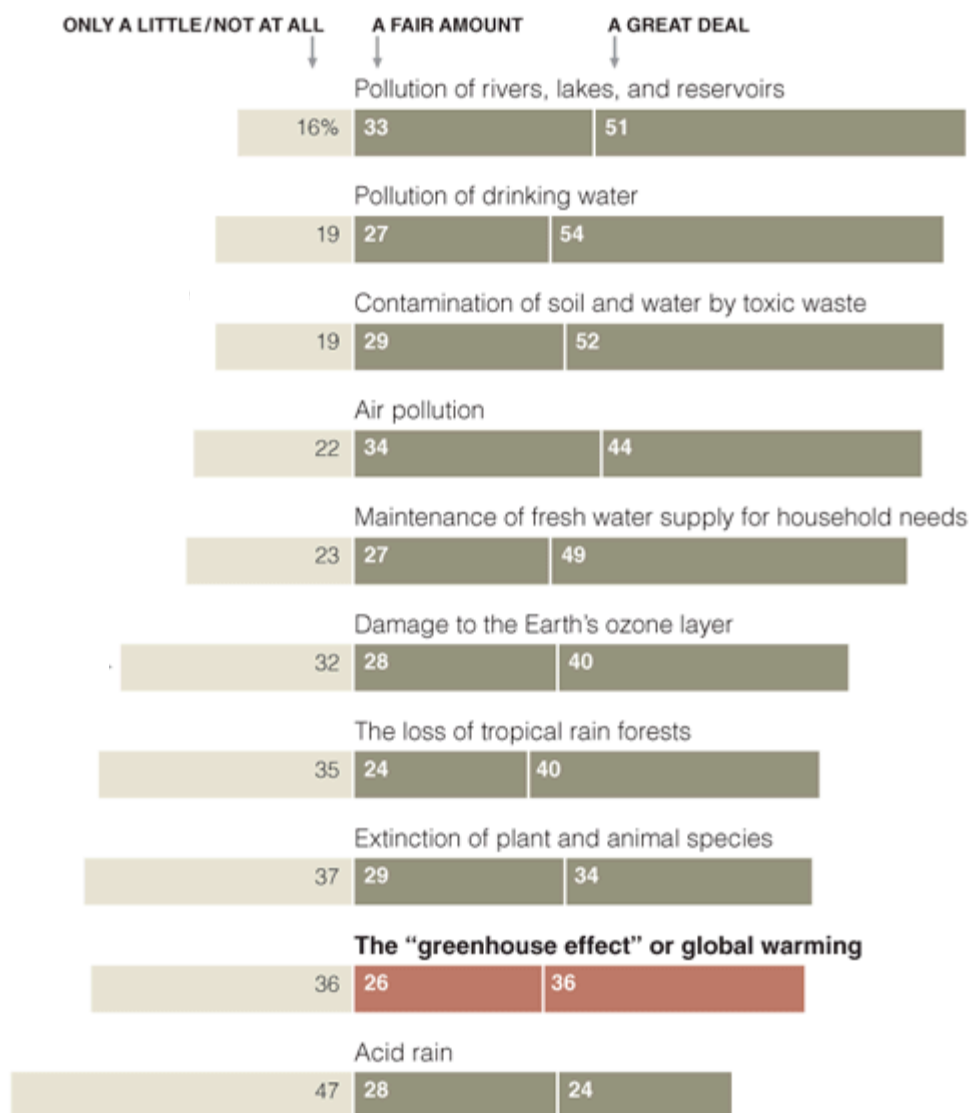 ONLY A LITTLE/NOT AT ALL A FAIR AMOUNT A GREAT DEAL
Pollution of rivers, lakes, and reservoirs
16% 33 51
Pollution of drinking water
19 27 54
Contamination of soil and water by toxic waste
19 29 52
Air pollution
22 34 44
Maintenance of fresh water supply for household needs
23 27 49
Damage to the Earth's ozone layer
32 28 40
The loss of tropical rain forests
35 24 40
Extinction of plant and animal species
37 29 34
The “greenhouse effect” or global warming
36 26 36
Acid rain
47 28 24